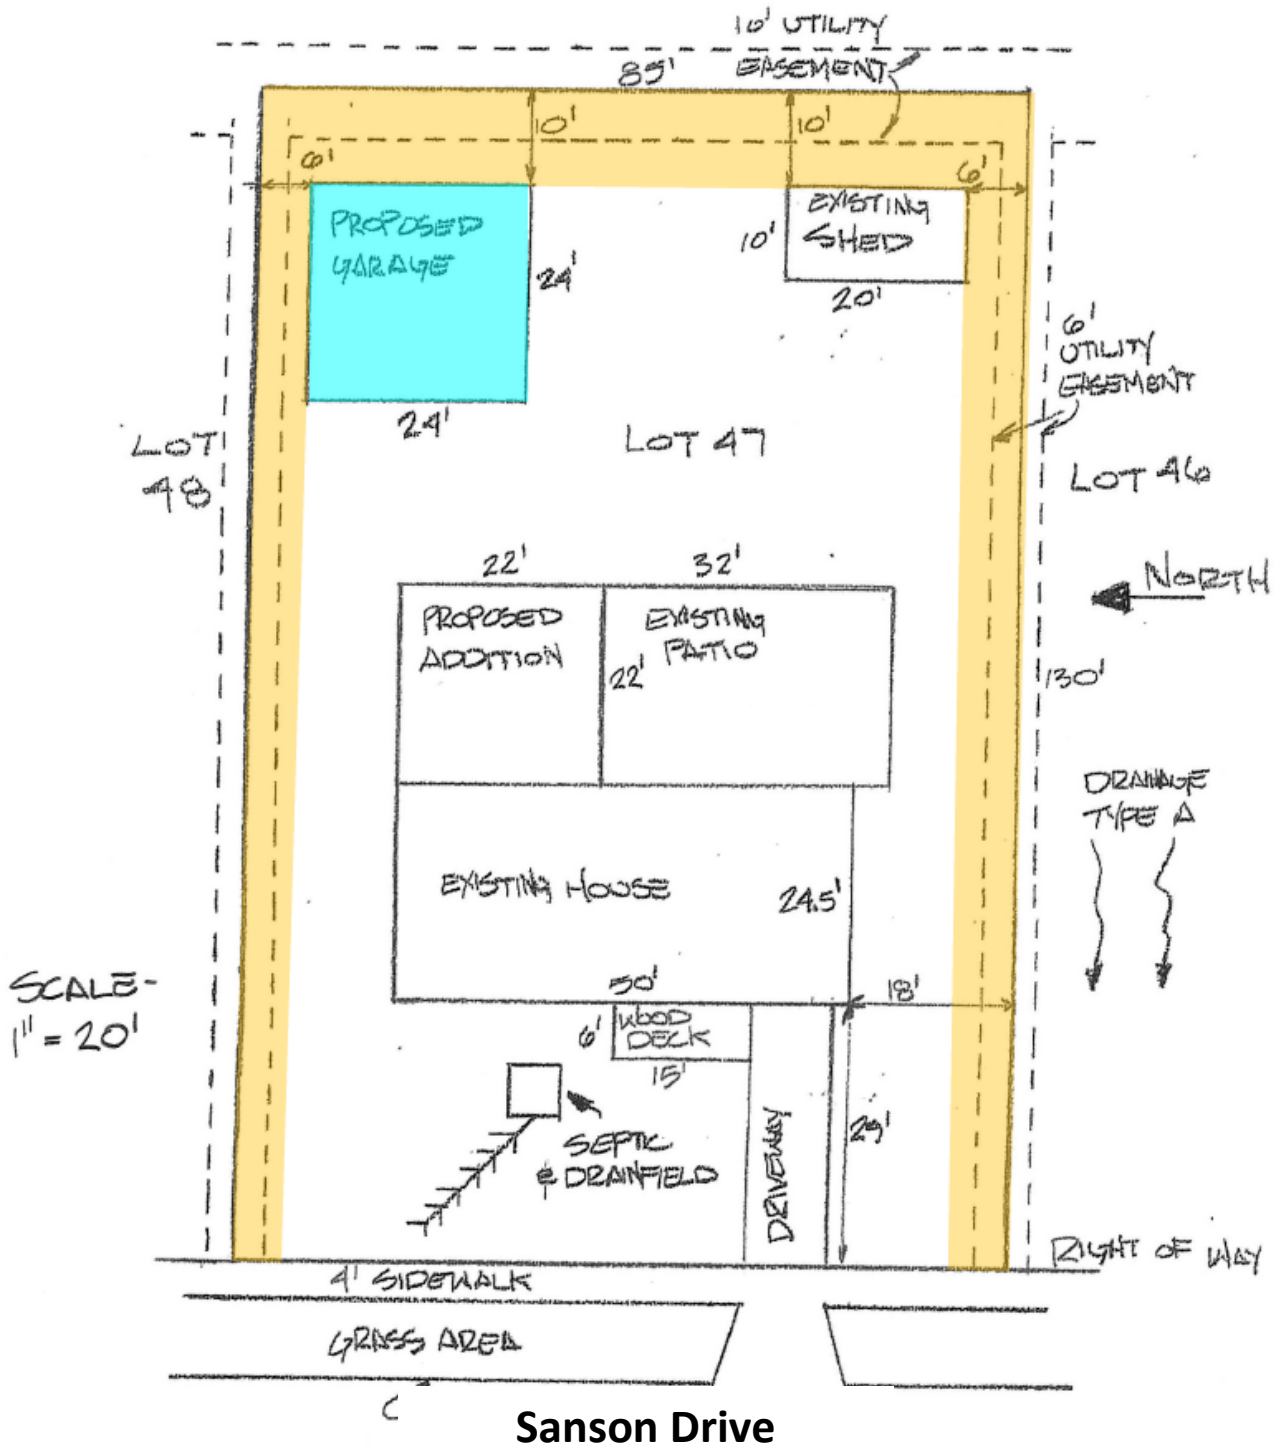 10' UTILITY
EASEMENT
85'
10'
10'
6'
6'
PROPOSED
GARAGE
24'
24'
EXISTING
SHED
10'
20'
6'
UTILITY
EASEMENT
LOT
48
LOT 47
LOT 46
NORTH
22'
32'
PROPOSED
ADDITION
EXISTING
PATIO
22'
130'
DRAINAGE
TYPE A
EXISTING HOUSE
24.5'
50'
18'
SCALE-
1" = 20'
6'
WOOD
DECK
15'
SEPTIC
& DRAINFIELD
DRIVEWAY
29'
RIGHT OF WAY
4' SIDEWALK
GRASS AREA
Sanson Drive